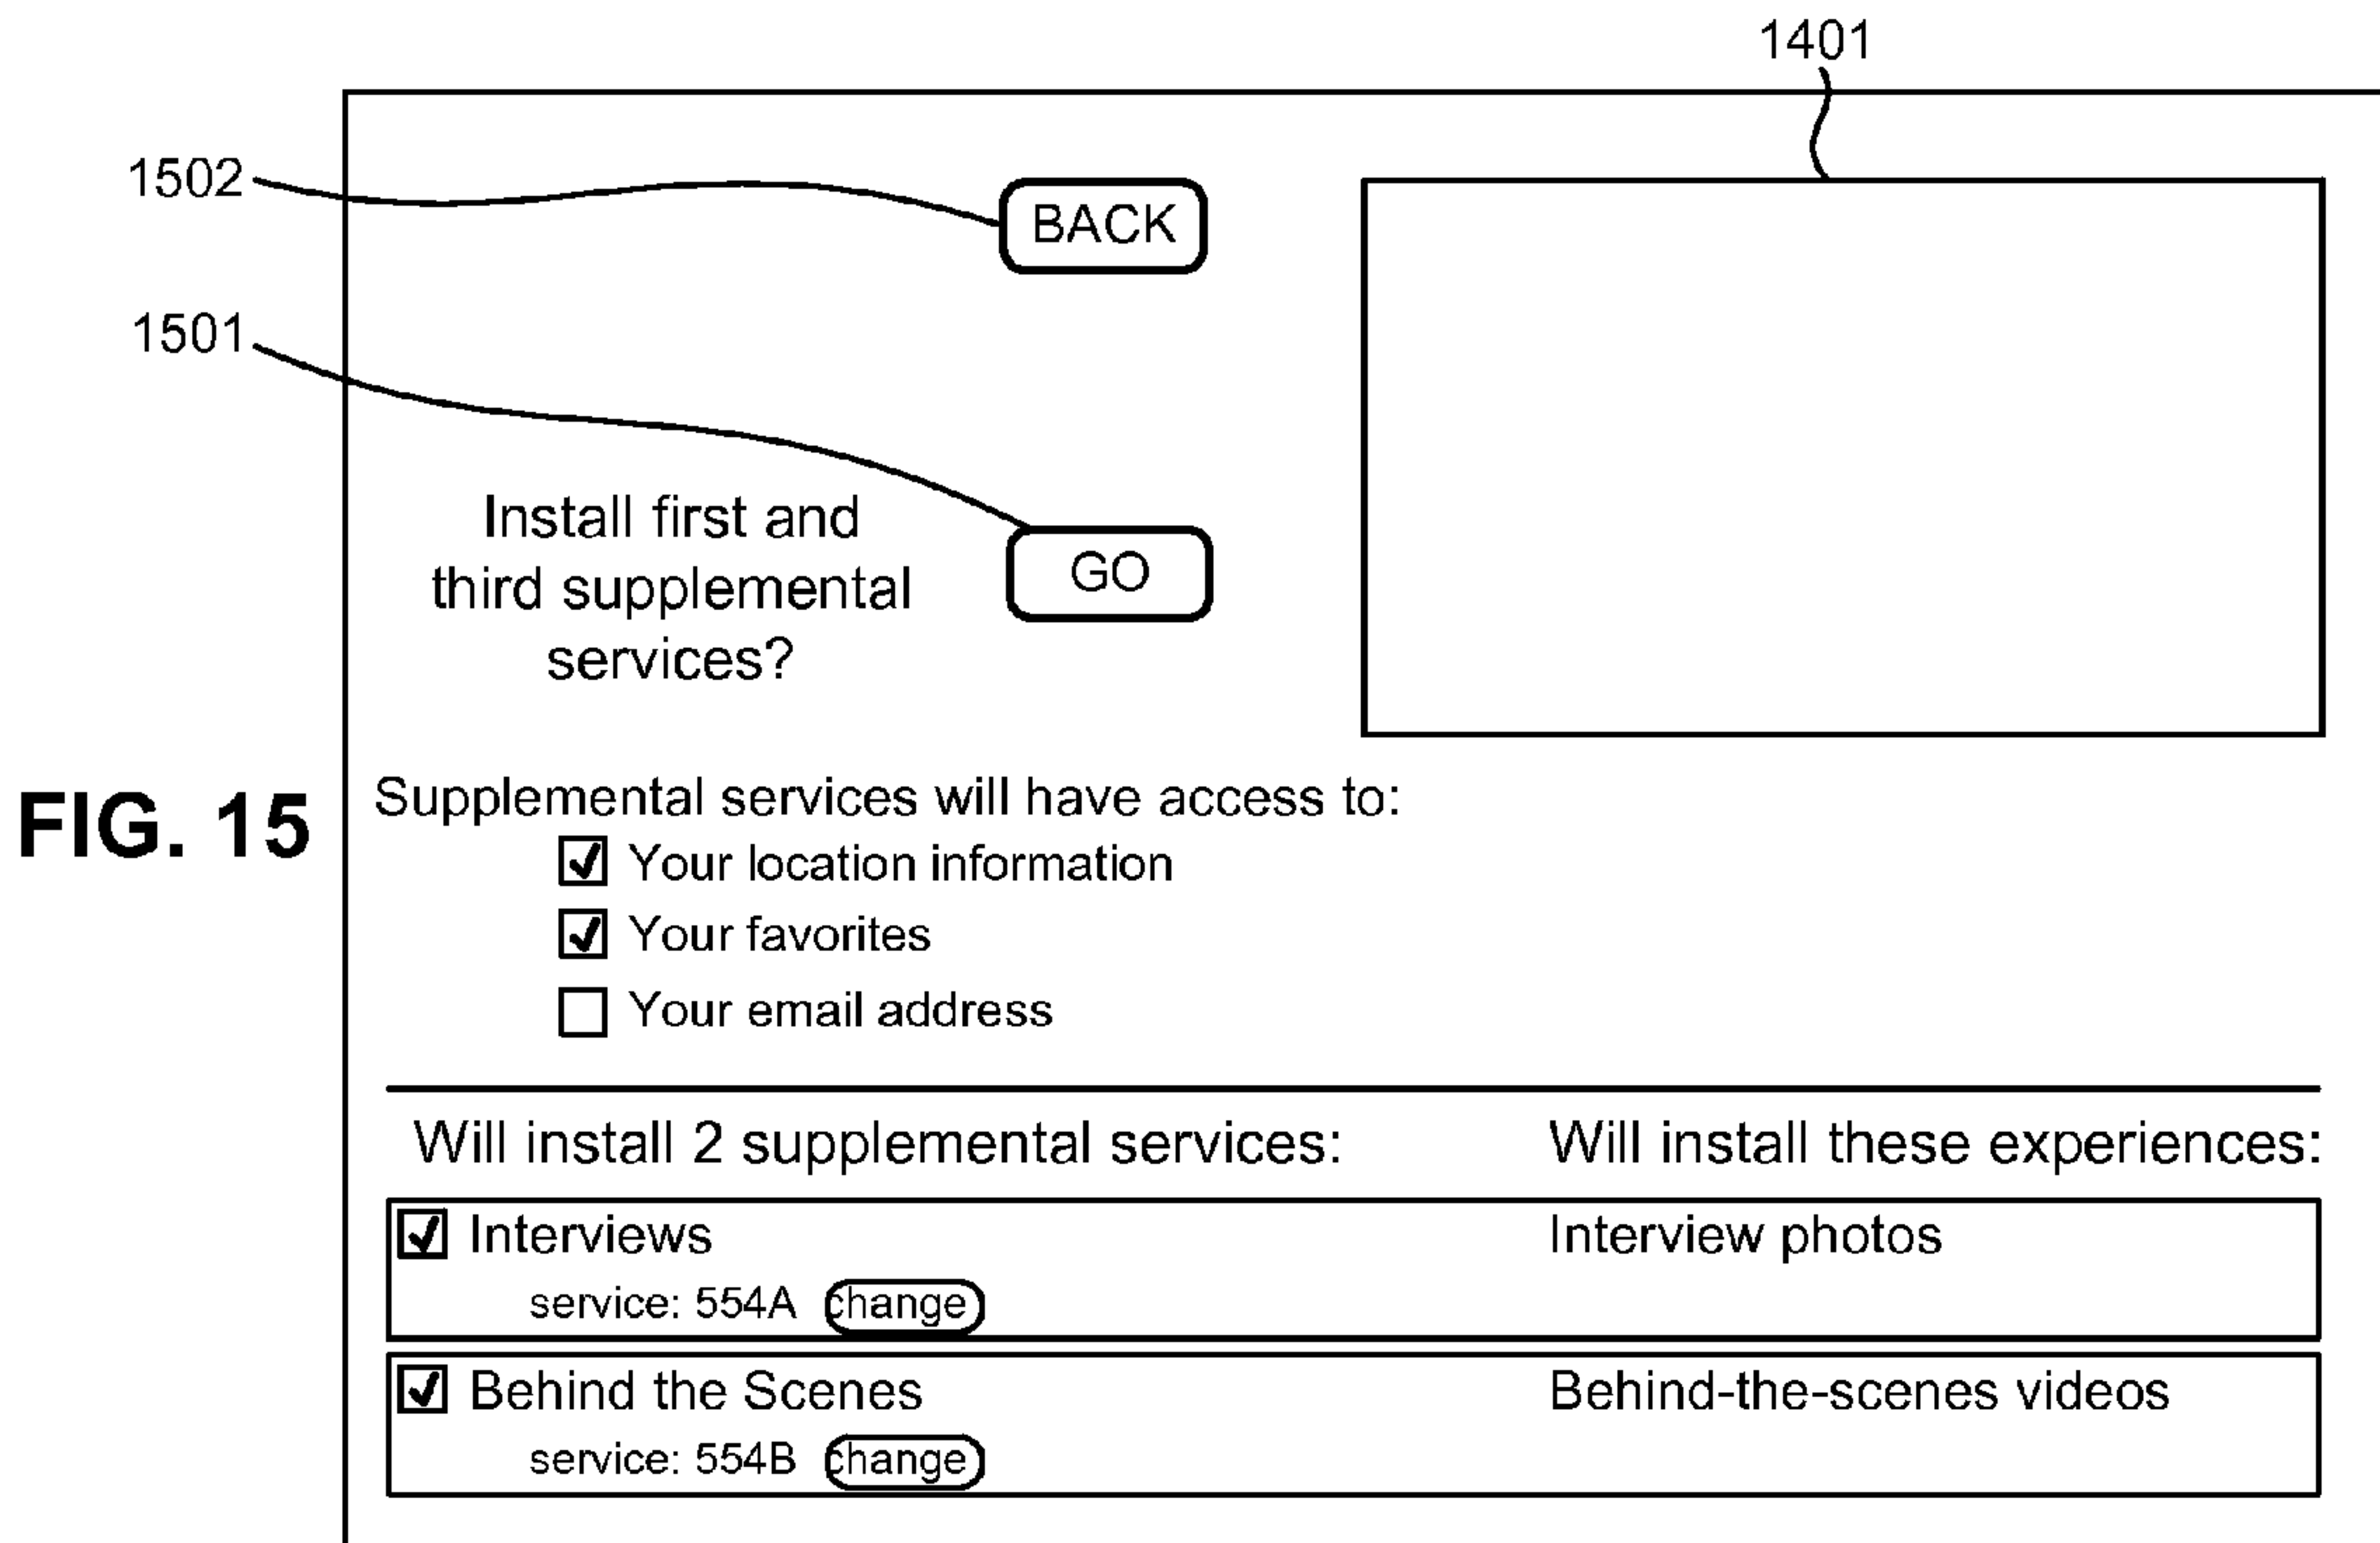 1401
1502
BACK
1501
Install first and
third supplemental
services?
GO
FIG. 15
Supplemental services will have access to:
Your location information
Your favorites
Your email address
Will install 2 supplemental services:
Will install these experiences:
Interviews
Interview photos
service: 554A change
Behind the Scenes
Behind-the-scenes videos
service: 554B change